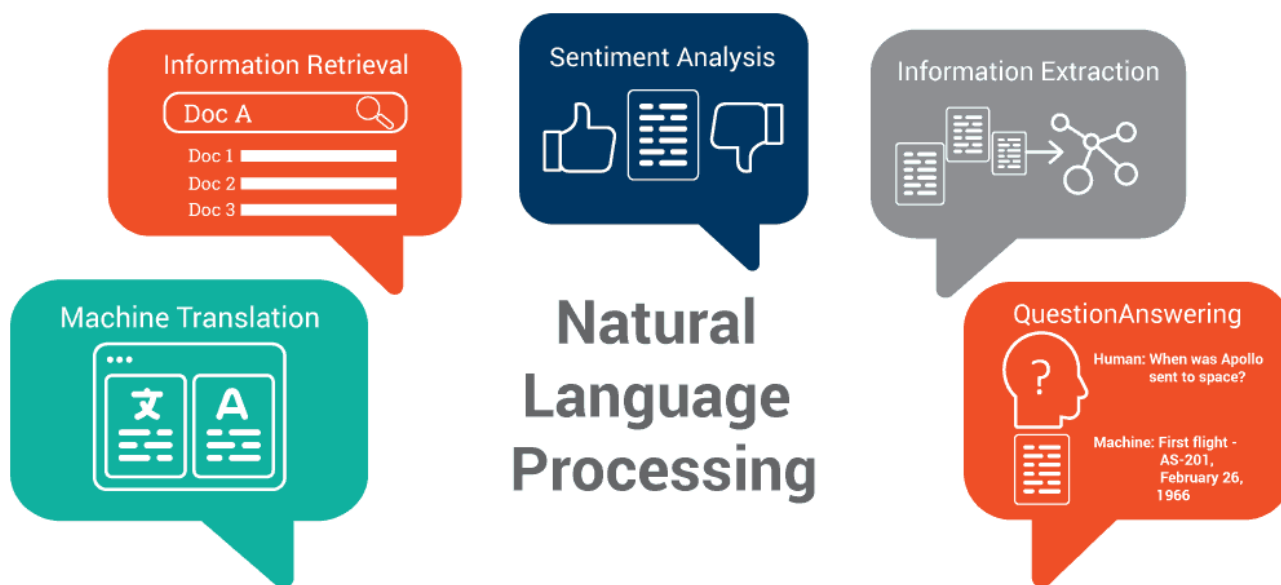 Information Retrieval
Doc A
Doc 1
Doc 2
Doc 3
Sentiment Analysis
Information Extraction
Machine Translation
文 A
Natural
Language
Processing
QuestionAnswering
?
Human: When was Apollo
sent to space?
Machine: First flight -
AS-201,
February 26,
1966